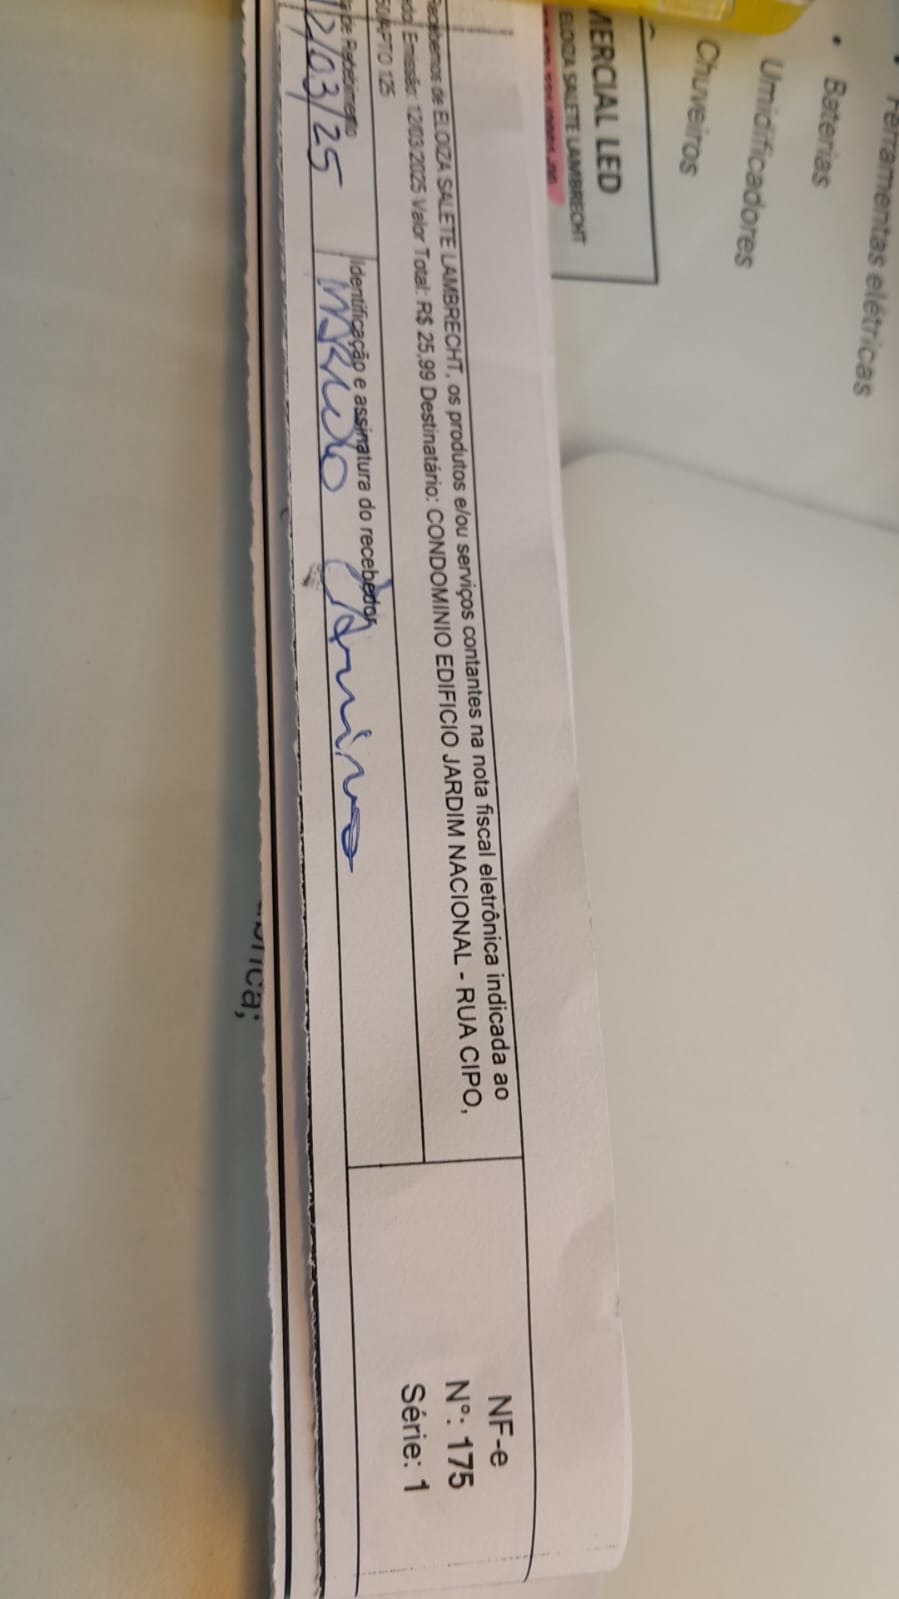 Ferramentas elétricas
• Baterias
Umidificadores
Chuveiros
MERCIAL LED
ELOIZA SALETE LAMBRECHT
Recebemos de ELOIZA SALETE LAMBRECHT, os produtos e/ou serviços contantes na nota fiscal eletrônica indicada ao
Emissão: 12/03/2025 Valor Total: R$ 25,99 Destinatário: CONDOMINIO EDIFICIO JARDIM NACIONAL - RUA CIPO,
APTO 125
de Recebimento
Identificação e assinatura do recebedor
12/03/25
NF-e
Nº: 175
Série: 1